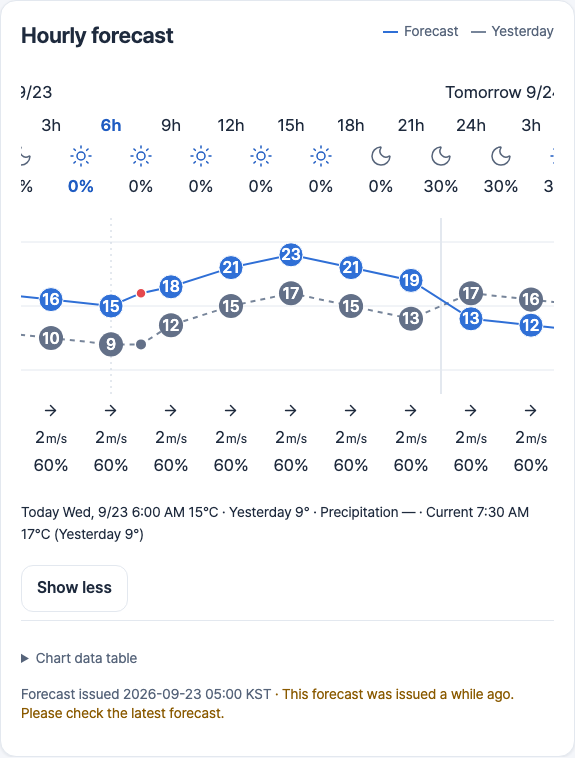 Hourly forecast
Forecast Yesterday
9/23 Tomorrow 9/24
3h 6h 9h 12h 15h 18h 21h 24h 3h
% 0% 0% 0% 0% 0% 0% 30% 30% 3
16 15 18 21 23 21 19 13 12
10 9 12 15 17 15 13 17 16
→ → → → → → → → →
2m/s 2m/s 2m/s 2m/s 2m/s 2m/s 2m/s 2m/s 2m/s
60% 60% 60% 60% 60% 60% 60% 60% 60%
Today Wed, 9/23 6:00 AM 15°C · Yesterday 9° · Precipitation — · Current 7:30 AM
17°C (Yesterday 9°)
Show less
Chart data table
Forecast issued 2026-09-23 05:00 KST · This forecast was issued a while ago.
Please check the latest forecast.